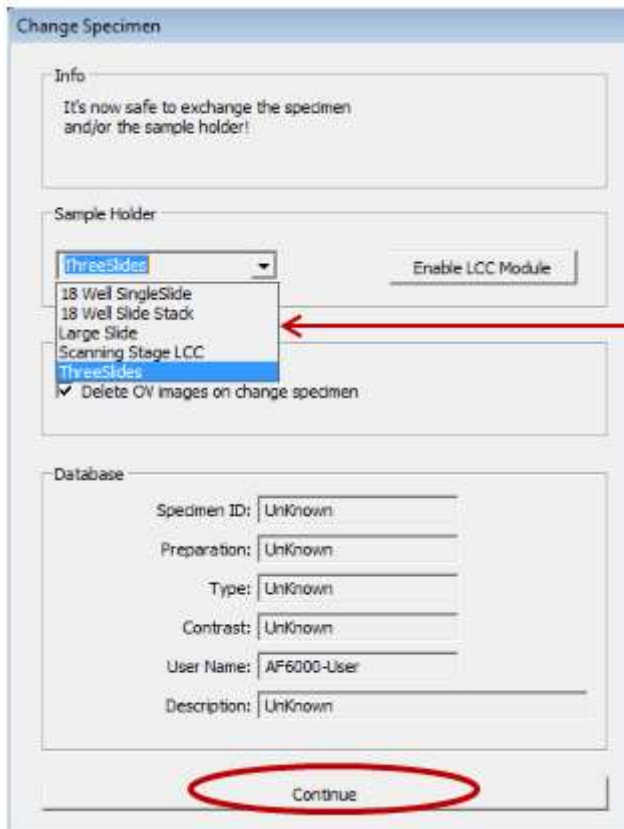 Change Specimen
Info
It's now safe to exchange the specimen
and/or the sample holder!
Sample Holder
ThreeSlides
Enable LCC Module
18 Well SingleSlide
18 Well Slide Stack
Large Slide
Scanning Stage LCC
ThreeSlides
Delete OV images on change specimen
Database
Specimen ID: UnKnown
Preparation: UnKnown
Type: UnKnown
Contrast: UnKnown
User Name: AF6000-User
Description: UnKnown
Continue